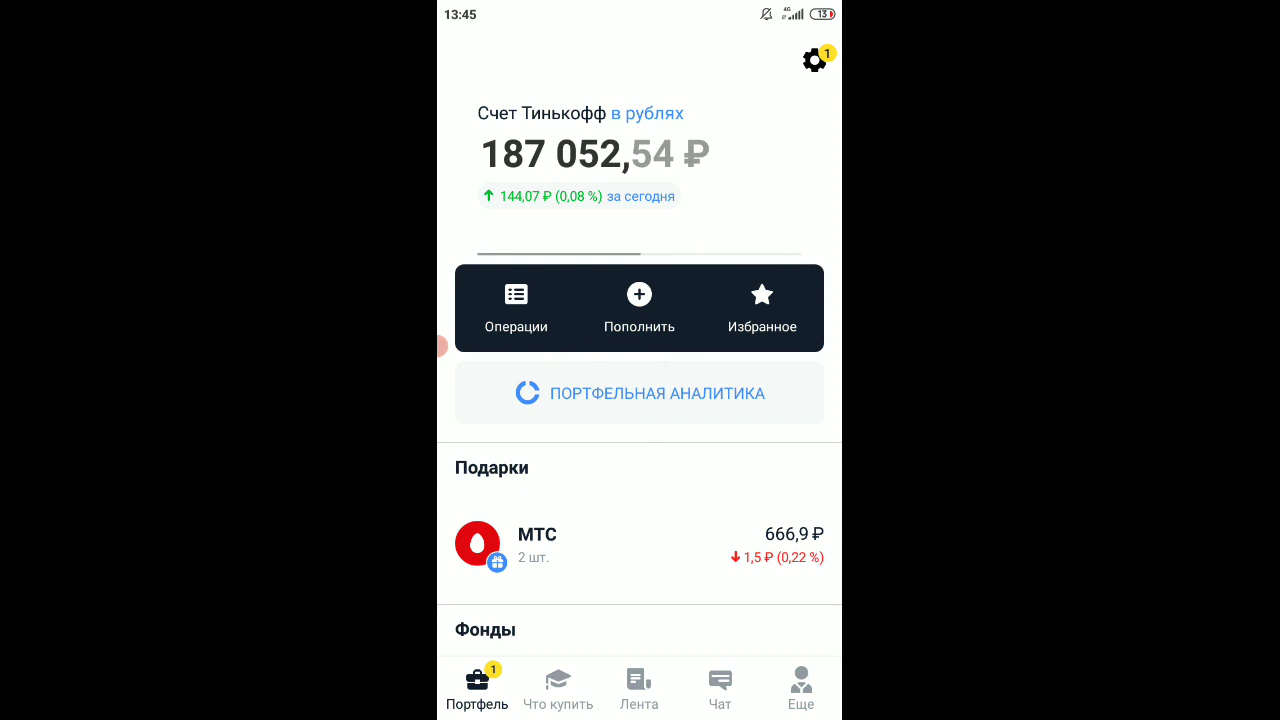 13:45
4G
13
1
Счет Тинькофф в рублях
187 052,54 ₽
144,07 ₽ (0,08 %) за сегодня
Операции
Пополнить
Избранное
ПОРТФЕЛЬНАЯ АНАЛИТИКА
Подарки
МТС
666,9 ₽
2 шт.
1,5 ₽ (0,22 %)
Фонды
1
Портфель
Что купить
Лента
Чат
Еще